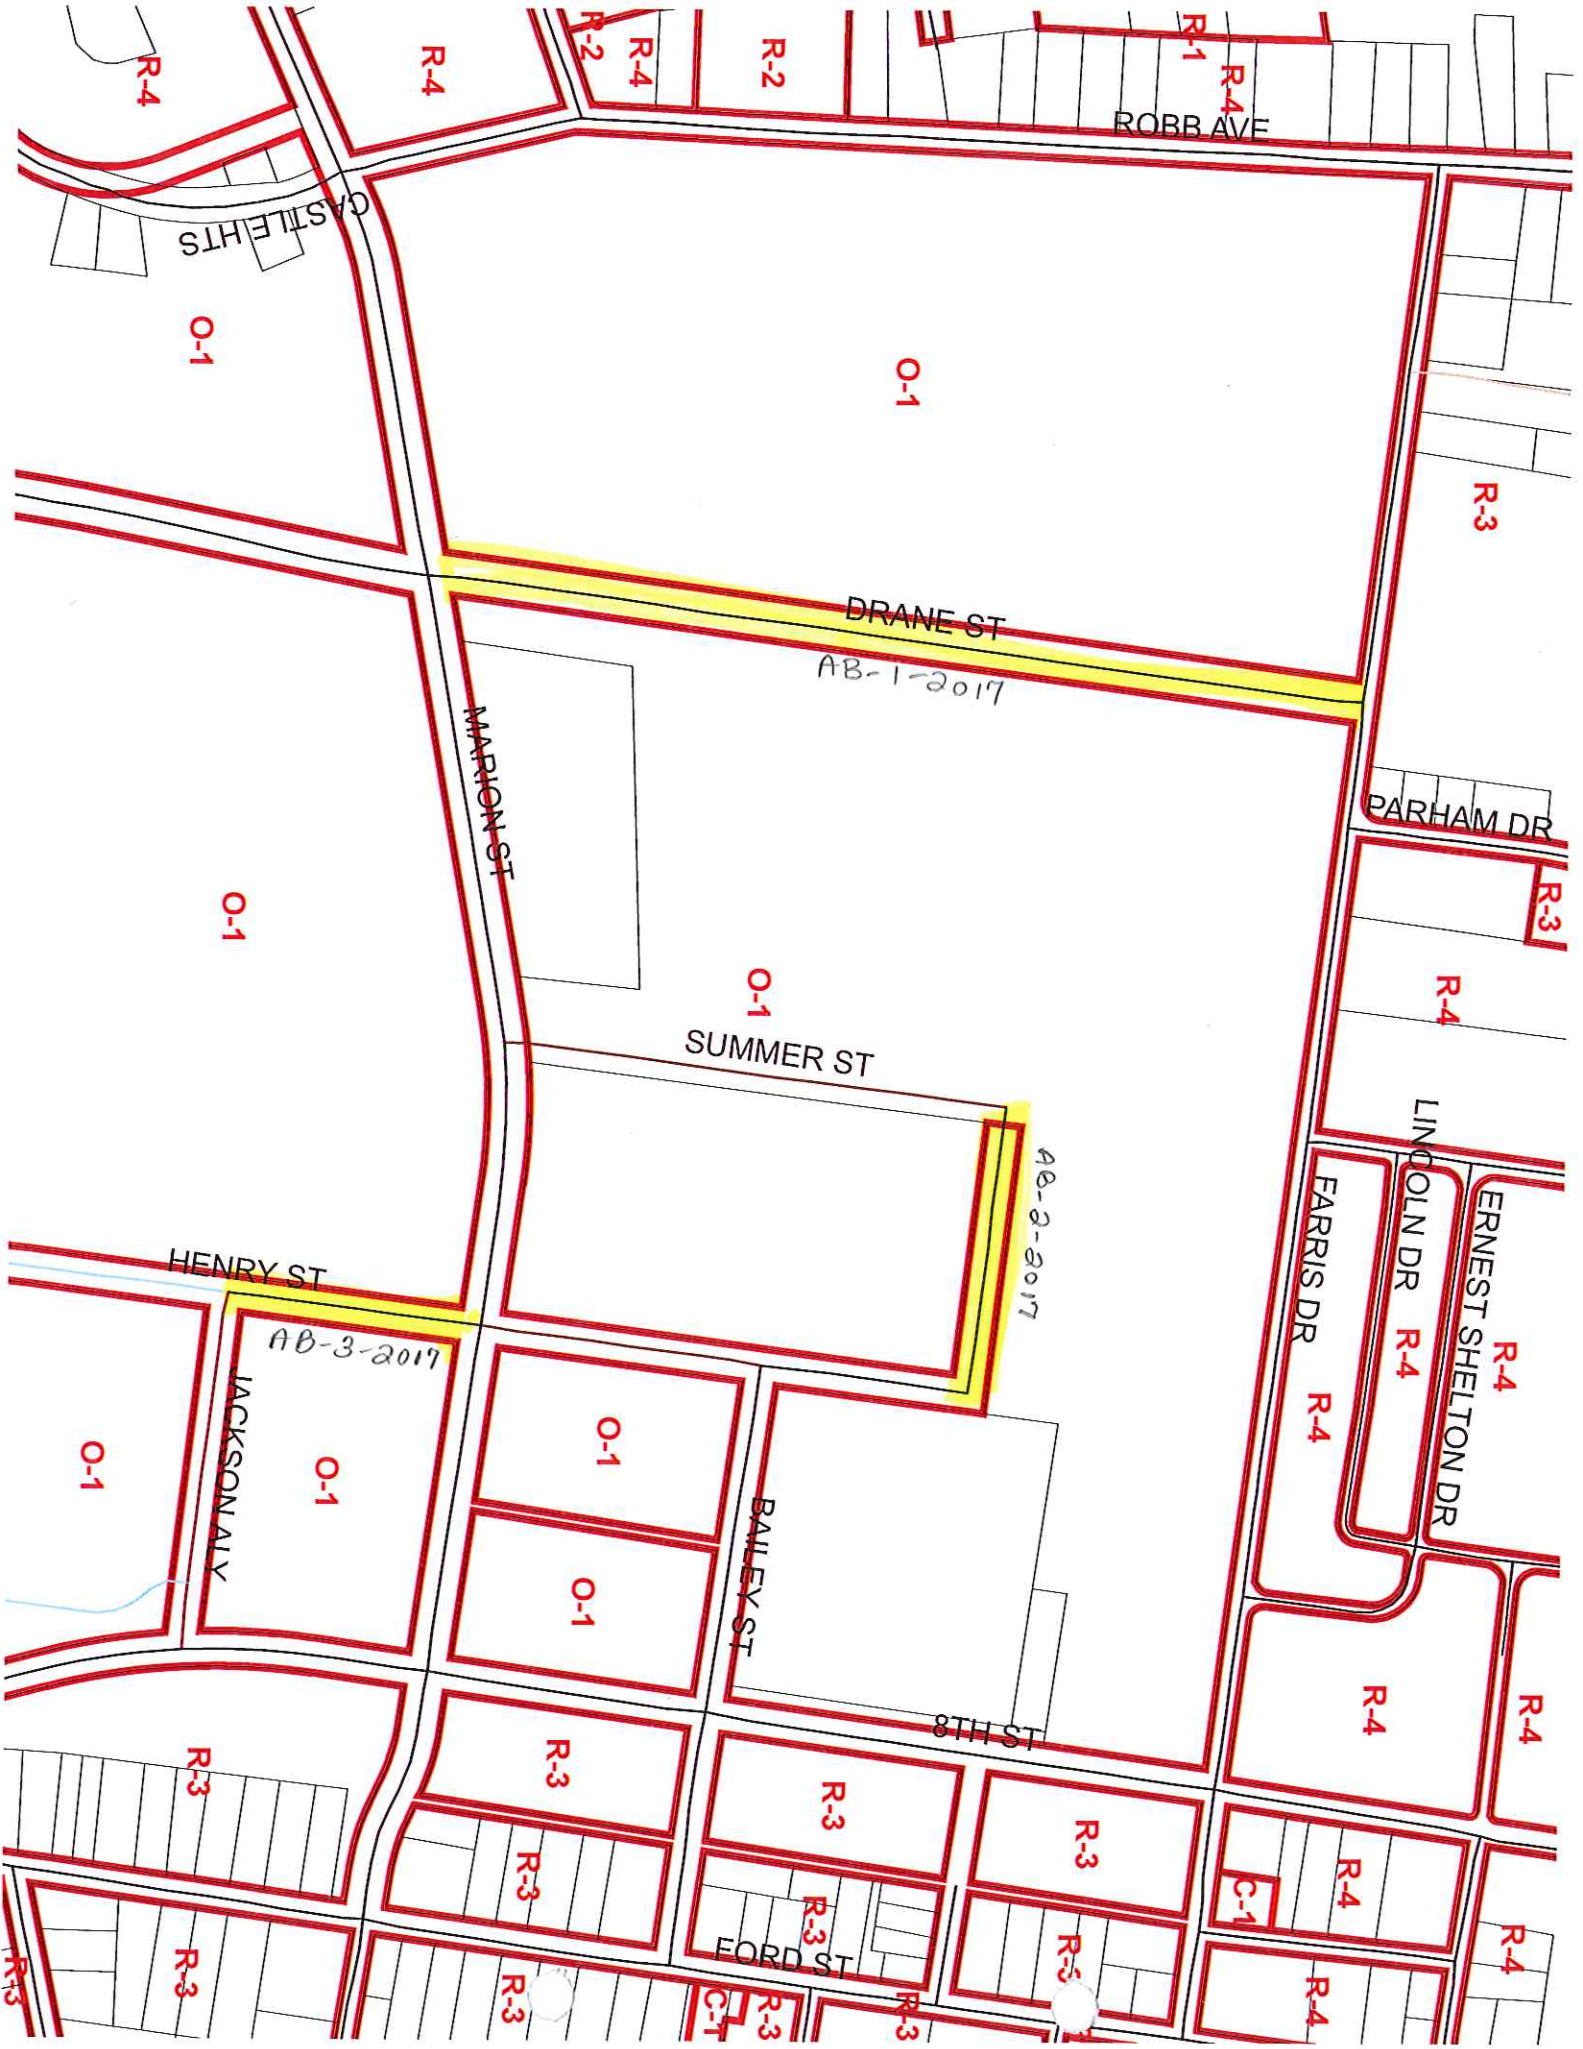 R-4
R-4
R-2
R-4
R-2
R-1
R-4
ROBB AVE
CASTLE HTS
O-1
O-1
R-3
DRANE ST
AB-1-2017
MARION ST
PARHAM DR
R-3
R-4
O-1
O-1
SUMMER ST
AB-2-2017
LINCOLN DR
FARRIS DR
ERNEST SHELTON DR
R-4
R-4
R-4
HENRY ST
AB-3-2017
JACKSON ALY
O-1
O-1
O-1
O-1
BAILEY ST
R-4
R-4
8TH ST
R-3
R-3
R-3
R-3
R-3
R-3
R-4
C-1
R-4
R-3
R-3
R-3
FORD ST
C-1
R-3
R-3
R-4